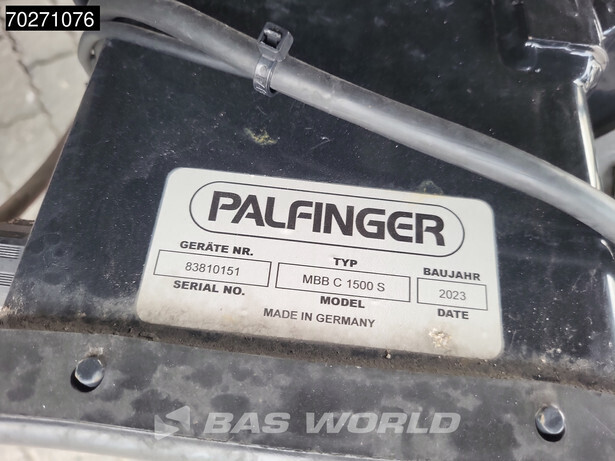 70271076
PALFINGER
GERÄTE NR. TYP BAUJAHR
83810151 MBB C 1500 S 2023
SERIAL NO. MODEL DATE
MADE IN GERMANY
BAS WORLD